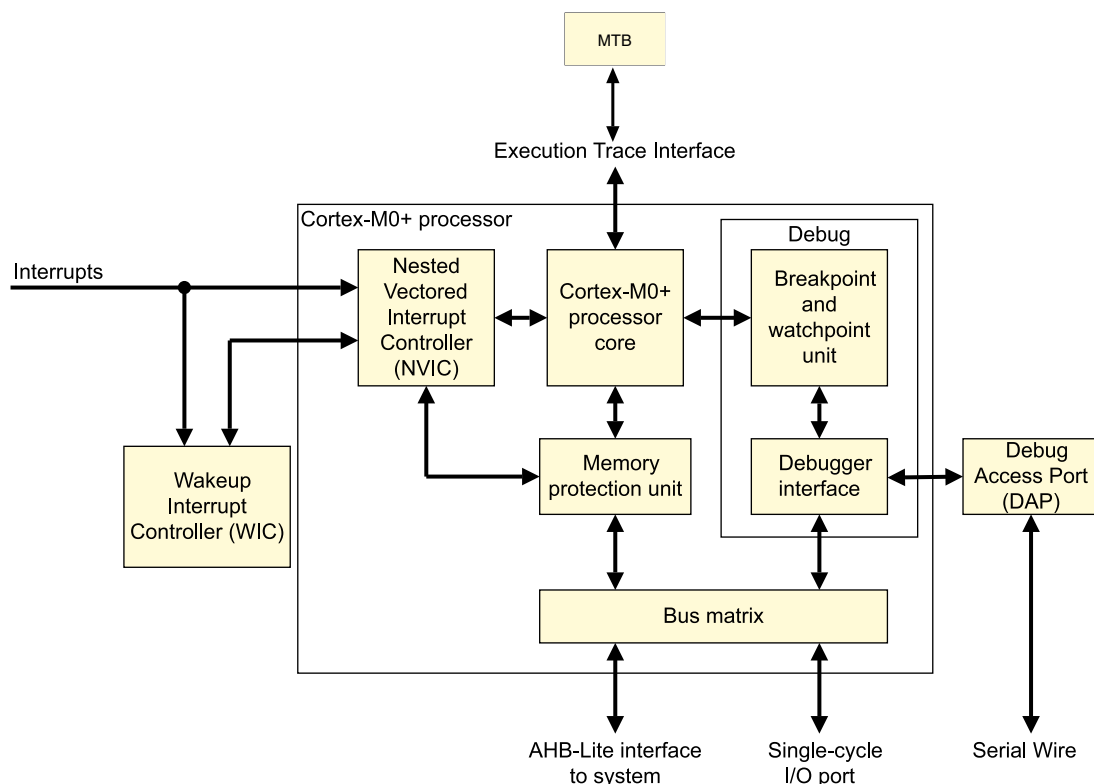 MTB
Execution Trace Interface
Cortex-M0+ processor
Debug
Interrupts
Nested
Vectored
Interrupt
Controller
(NVIC)
Cortex-M0+
processor
core
Breakpoint
and
watchpoint
unit
Wakeup
Interrupt
Controller (WIC)
Memory
protection unit
Debugger
interface
Debug
Access Port
(DAP)
Bus matrix
AHB-Lite interface
to system
Single-cycle
I/O port
Serial Wire